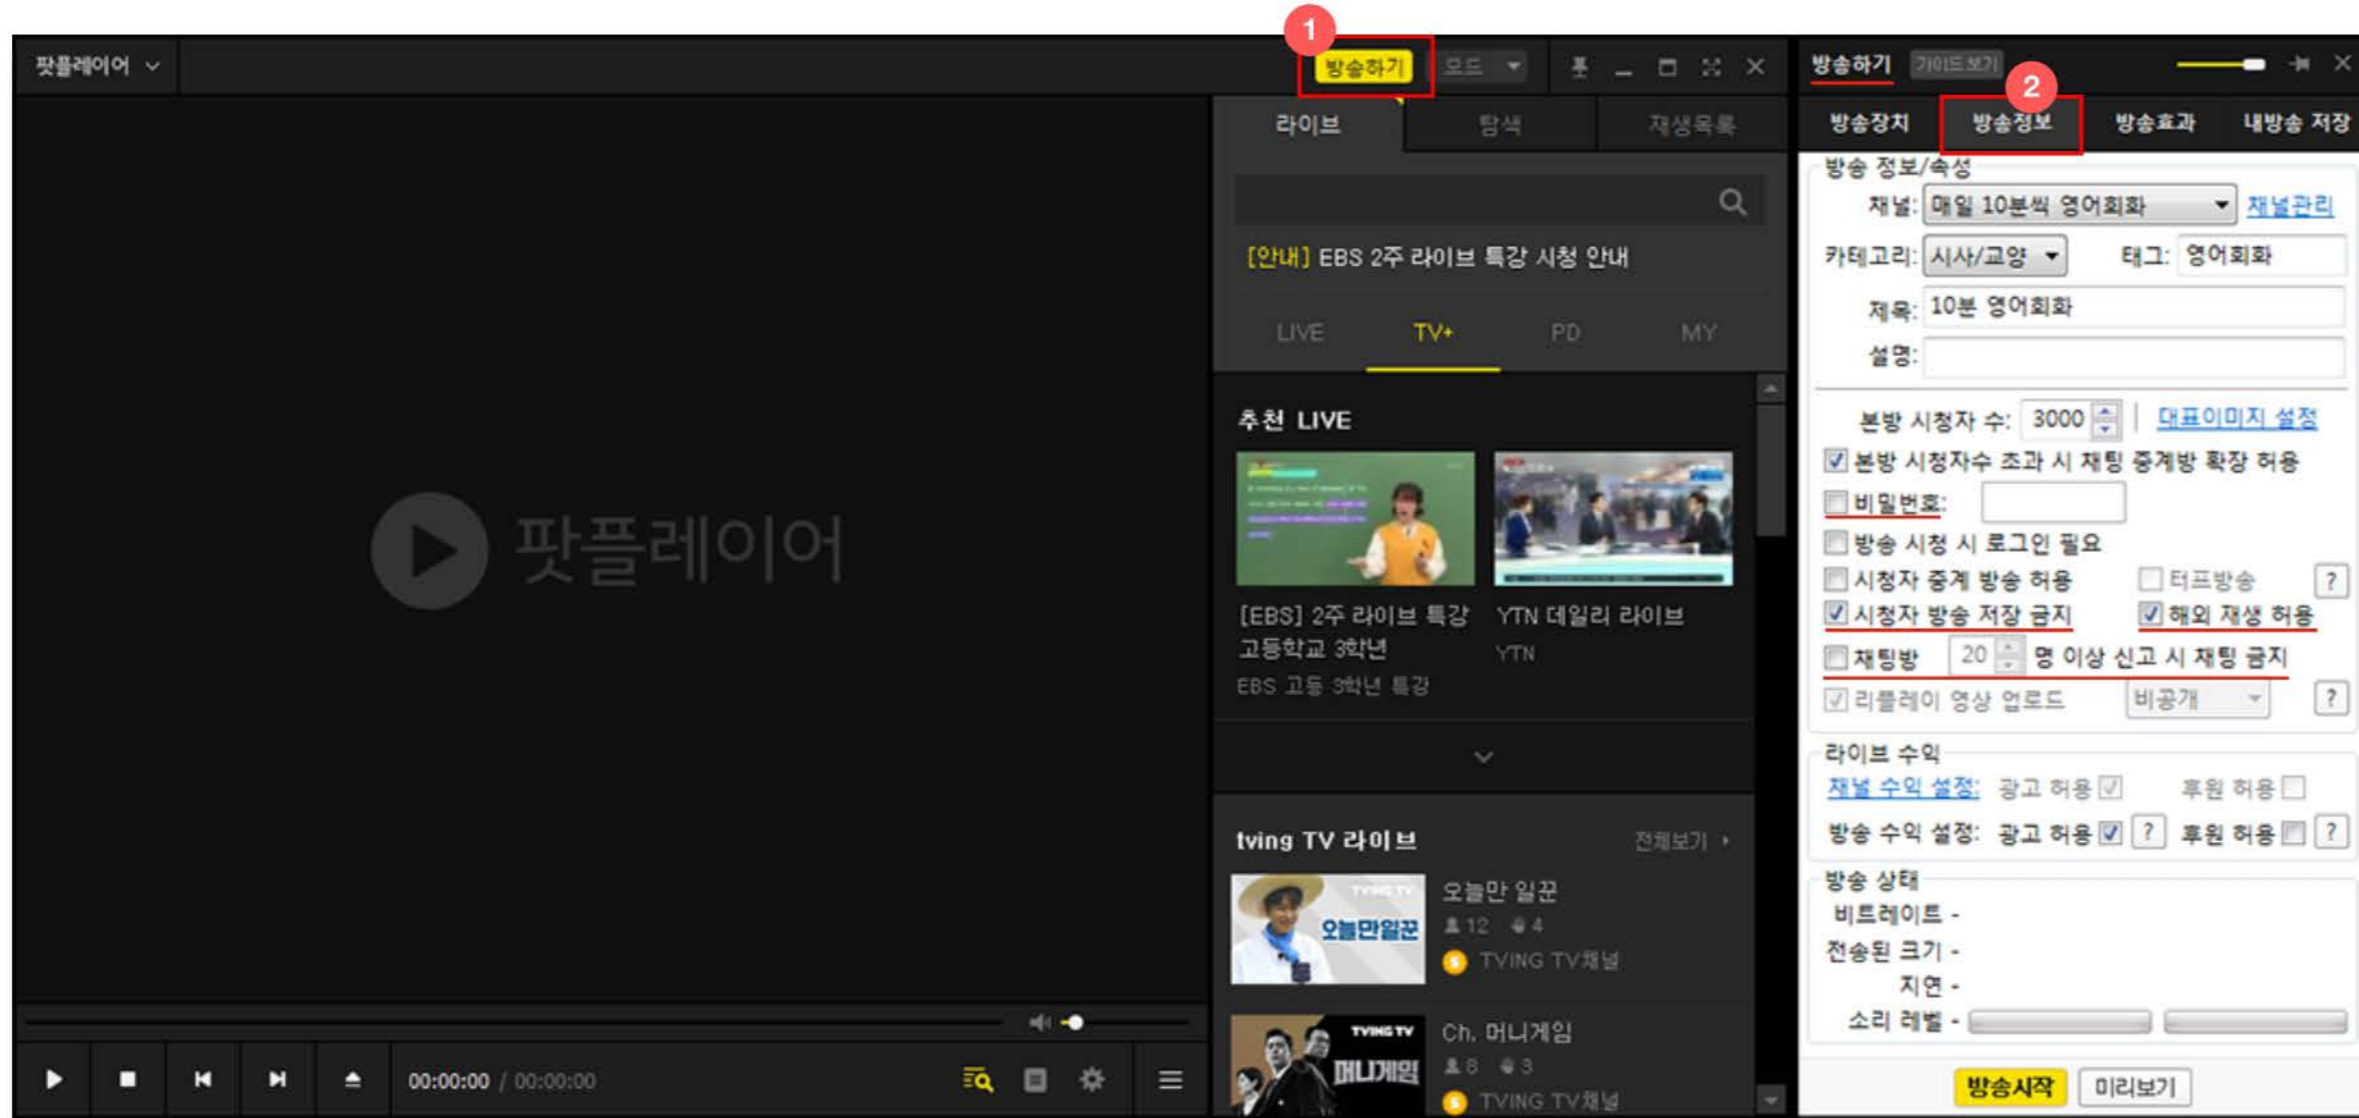 1
팟플레이어
방송하기
모드
라이브
탐색
재생목록
[안내] EBS 2주 라이브 특강 시청 안내
LIVE
TV+
PD
MY
추천 LIVE
[EBS] 2주 라이브 특강
고등학교 3학년
EBS 고등 3학년 특강
YTN 데일리 라이브
YTN
tving TV 라이브
전체보기
TVING TV
오늘만일꾼
오늘만 일꾼
12 4
TVING TV채널
TVING TV
머니게임
Ch. 머니게임
8 3
TVING TV채널
팟플레이어
00:00:00 / 00:00:00
방송하기 가이드보기
2
방송장치 방송정보 방송효과 내방송 저장
방송 정보/속성
채널: 매일 10분씩 영어회화 채널관리
카테고리: 시사/교양 태그: 영어회화
제목: 10분 영어회화
설명:
본방 시청자 수: 3000 대표이미지 설정
본방 시청자수 초과 시 채팅 중계방 확장 허용
비밀번호:
방송 시청 시 로그인 필요
시청자 중계 방송 허용 터프방송 ?
시청자 방송 저장 금지 해외 재생 허용
채팅방 20 명 이상 신고 시 채팅 금지
리플레이 영상 업로드 비공개 ?
라이브 수익
채널 수익 설정: 광고 허용 후원 허용
방송 수익 설정: 광고 허용 ? 후원 허용 ?
방송 상태
비트레이트 -
전송된 크기 -
지연 -
소리 레벨 -
방송시작 미리보기